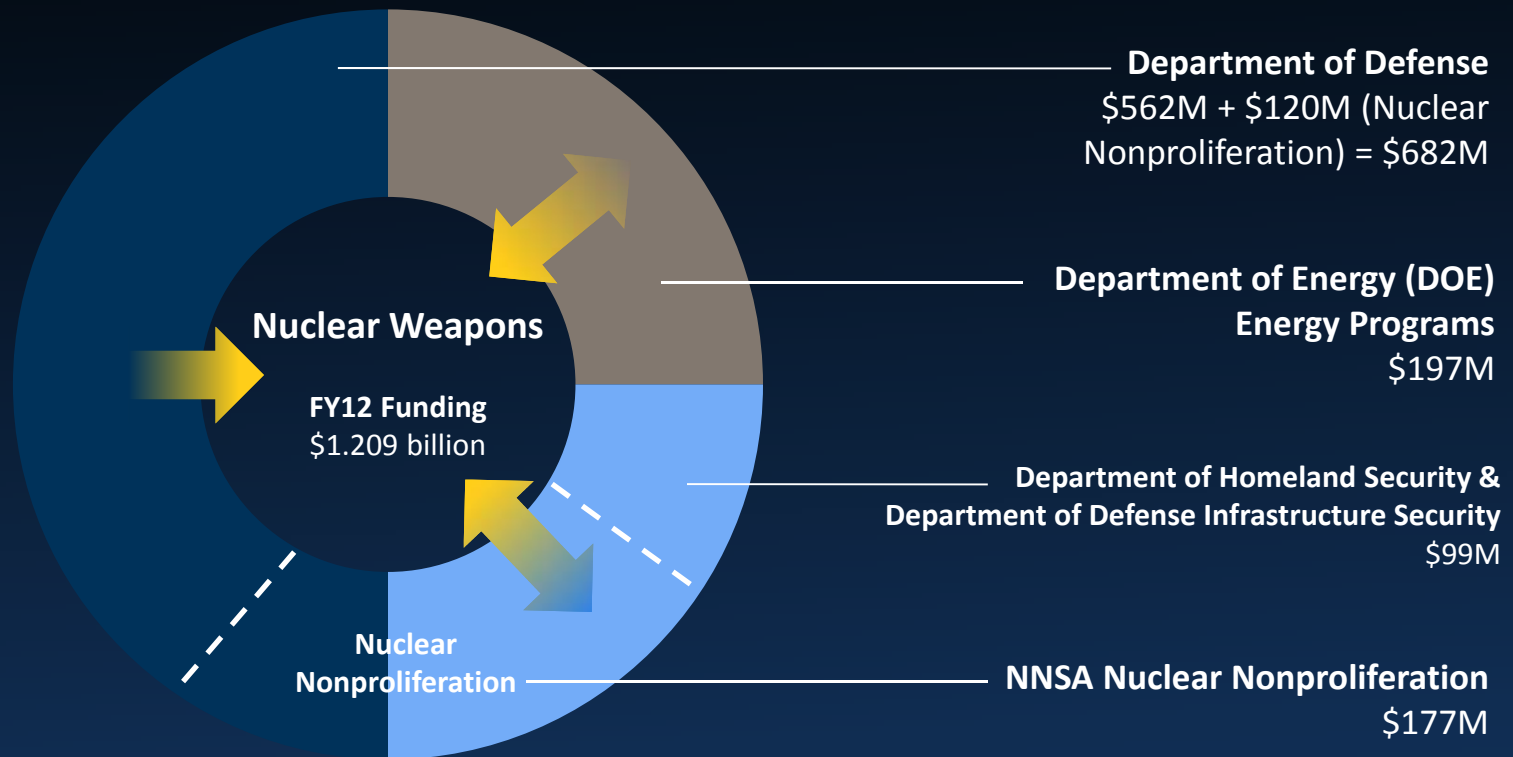 Department of Defense
$562M + $120M (Nuclear
Nonproliferation) = $682M
Department of Energy (DOE)
Energy Programs
$197M
Nuclear Weapons
FY12 Funding
$1.209 billion
Department of Homeland Security &
Department of Defense Infrastructure Security
$99M
Nuclear
Nonproliferation
NNSA Nuclear Nonproliferation
$177M